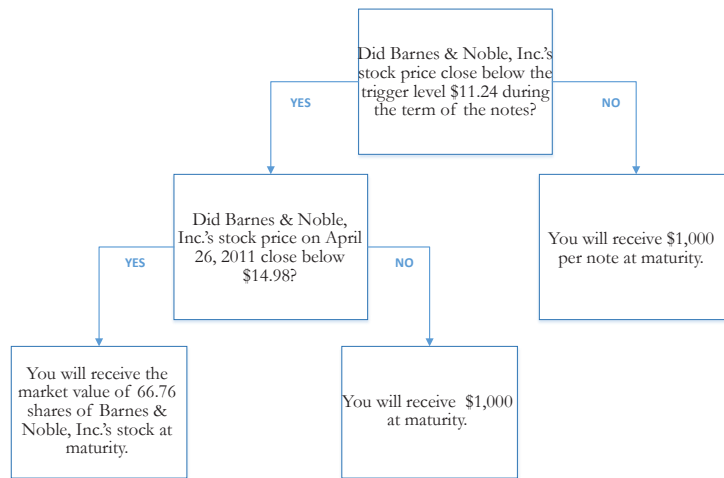 Did Barnes & Noble, Inc.'s
stock price close below the
trigger level $11.24 during
the term of the notes?
YES
NO
Did Barnes & Noble,
Inc.'s stock price on April
26, 2011 close below
$14.98?
You will receive $1,000
per note at maturity.
YES
NO
You will receive the
market value of 66.76
shares of Barnes &
Noble, Inc.'s stock at
maturity.
You will receive $1,000
at maturity.